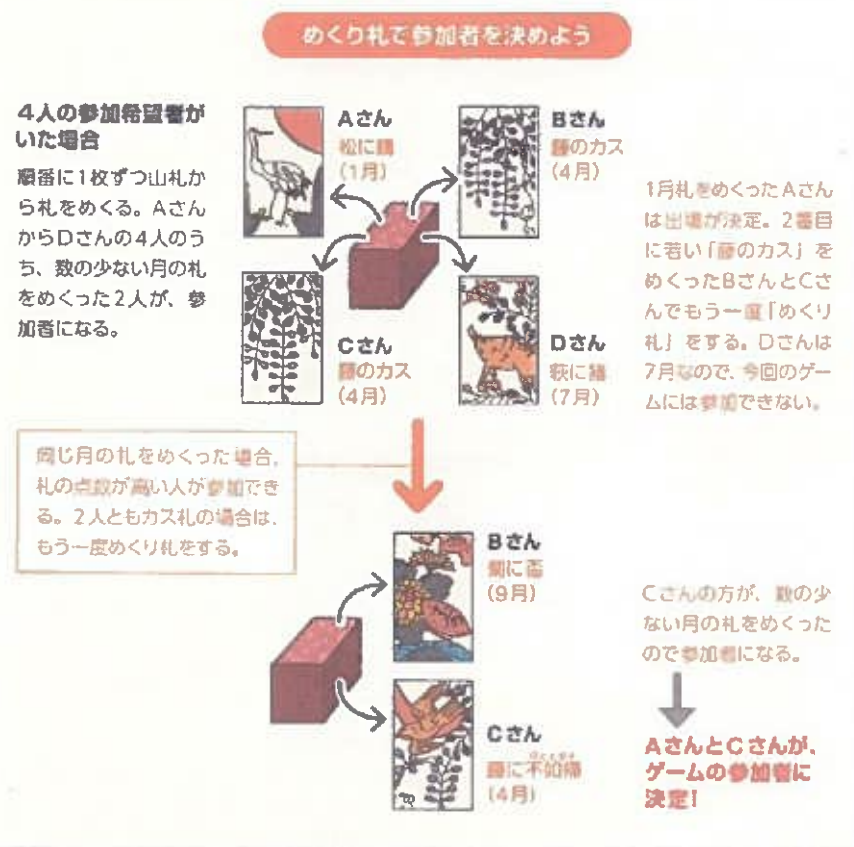 めくり札で参加者を決めよう
4人の参加希望者が
いた場合
順番に1枚ずつ山札か
ら札をめくる。Aさん
からDさんの4人のう
ち、数の少ない月の札
をめくった2人が、参
加者になる。
Aさん
松に鶴
(1月)
Bさん
藤のカス
(4月)
Cさん
藤のカス
(4月)
Dさん
萩に猪
(7月)
1月札をめくったAさん
は出場が決定。2番目
に若い「藤のカス」を
めくったBさんとCさ
んでもう一度「めくり
札」をする。Dさんは
7月なので、今回のゲー
ムには参加できない。
同じ月の札をめくった場合、
札の点数が高い人が参加でき
る。2人ともカス札の場合は、
もう一度めくり札をする。
Bさん
菊に盃
(9月)
Cさん
藤に不如帰
(4月)
Cさんの方が、数の少
ない月の札をめくった
ので参加者になる。
AさんとCさんが、
ゲームの参加者に
決定!